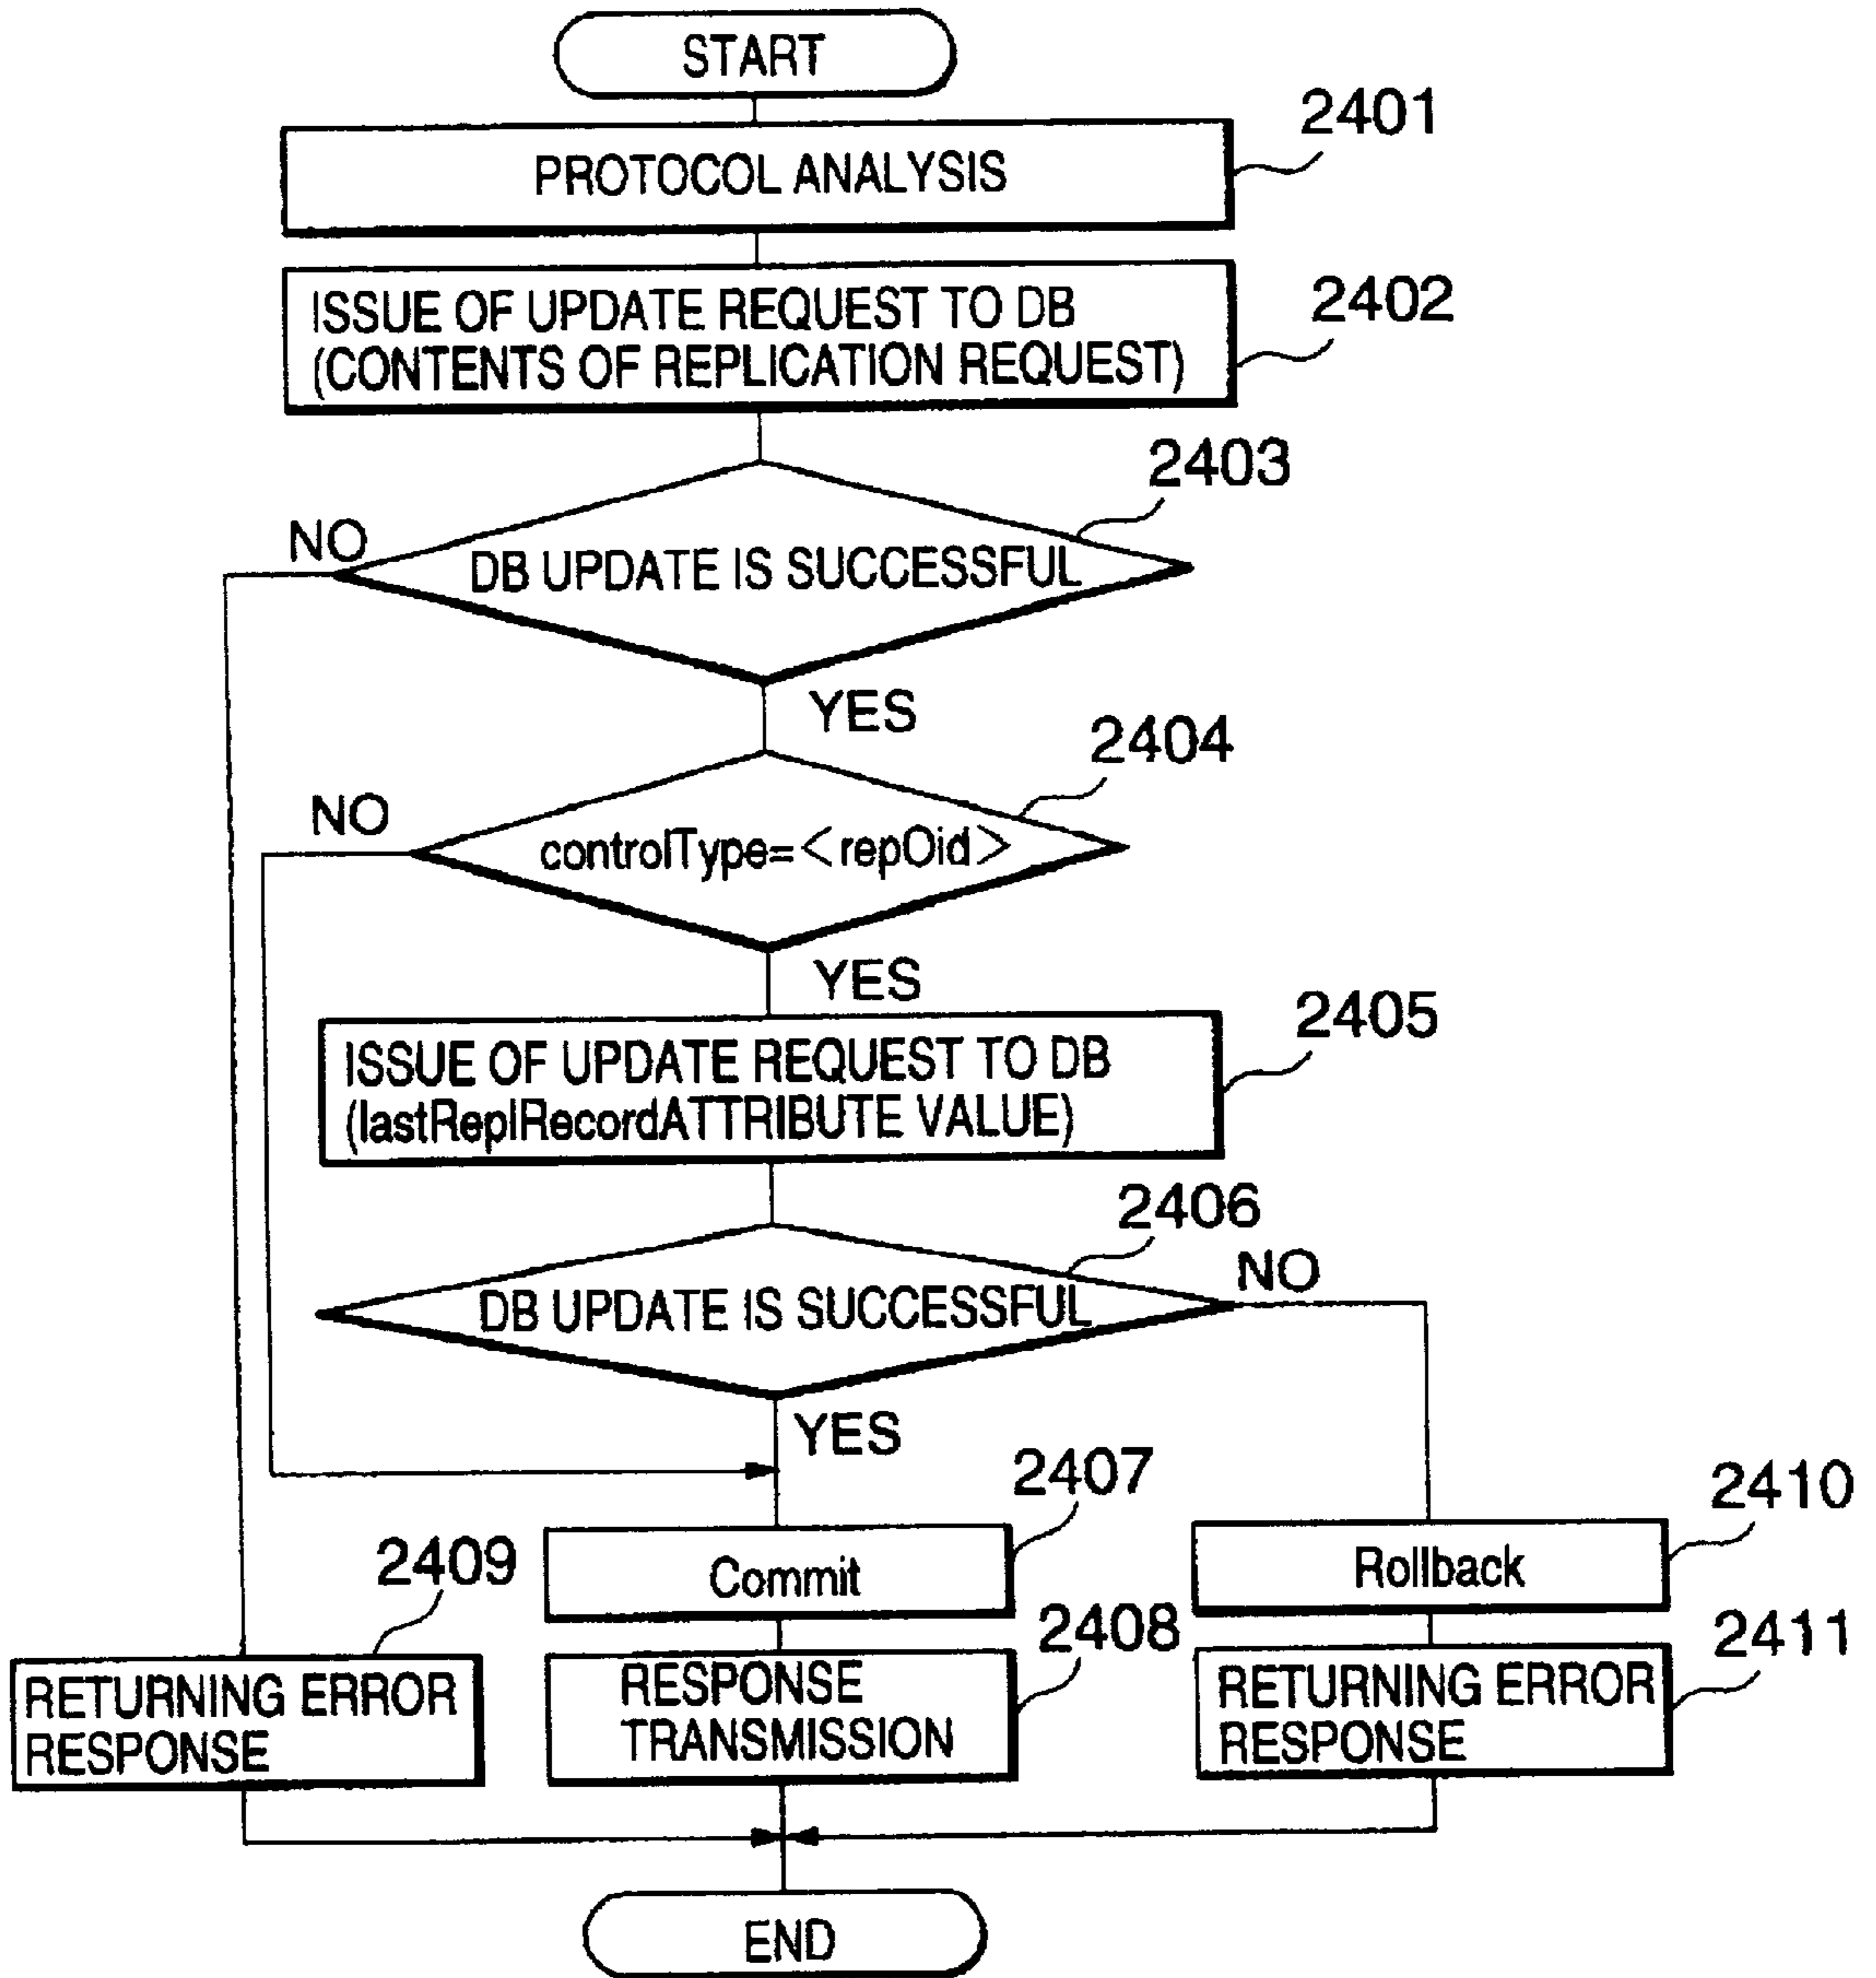 START
2401
PROTOCOL ANALYSIS
2402
ISSUE OF UPDATE REQUEST TO DB
(CONTENTS OF REPLICATION REQUEST)
2403
NO
DB UPDATE IS SUCCESSFUL
YES
2404
NO
controlType=<repOid>
YES
2405
ISSUE OF UPDATE REQUEST TO DB
(lastReplRecordATTRIBUTE VALUE)
2406
NO
DB UPDATE IS SUCCESSFUL
YES
2407
2410
Commit
Rollback
2409
2408
2411
RETURNING ERROR
RESPONSE
RESPONSE
TRANSMISSION
RETURNING ERROR
RESPONSE
END